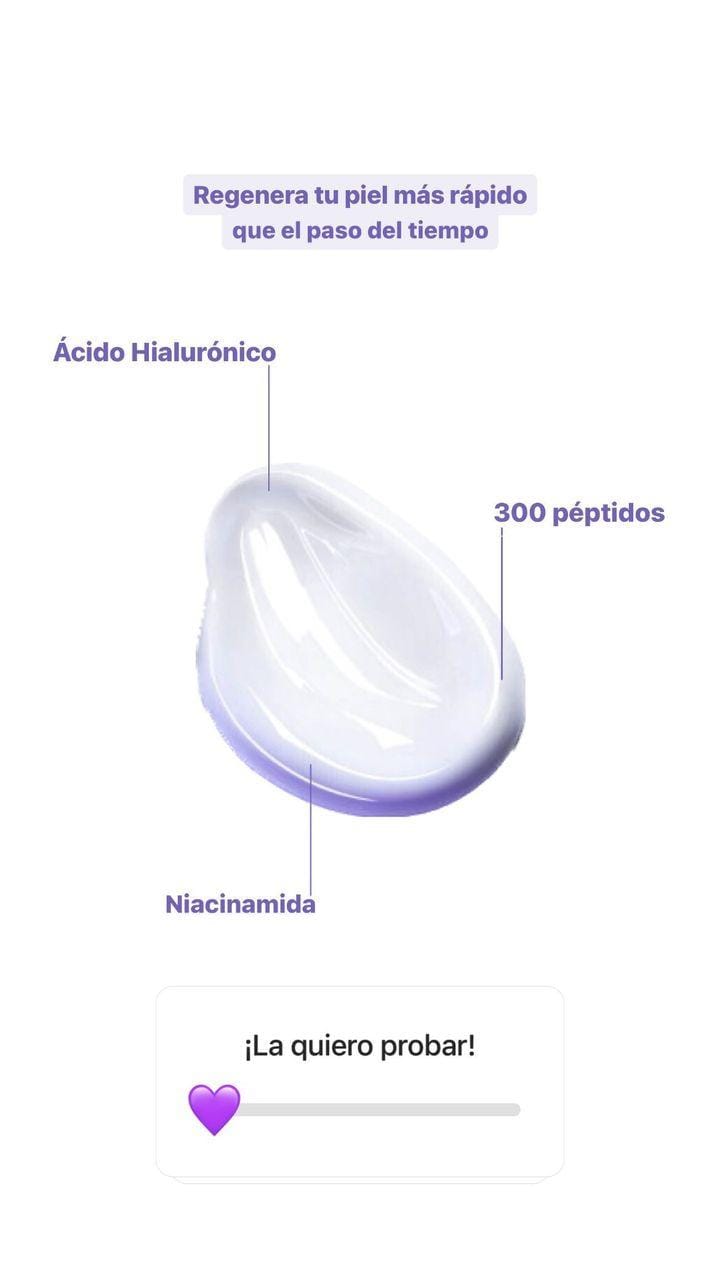 Regenera tu piel más rápido
que el paso del tiempo
Ácido Hialurónico
300 péptidos
Niacinamida
¡La quiero probar!